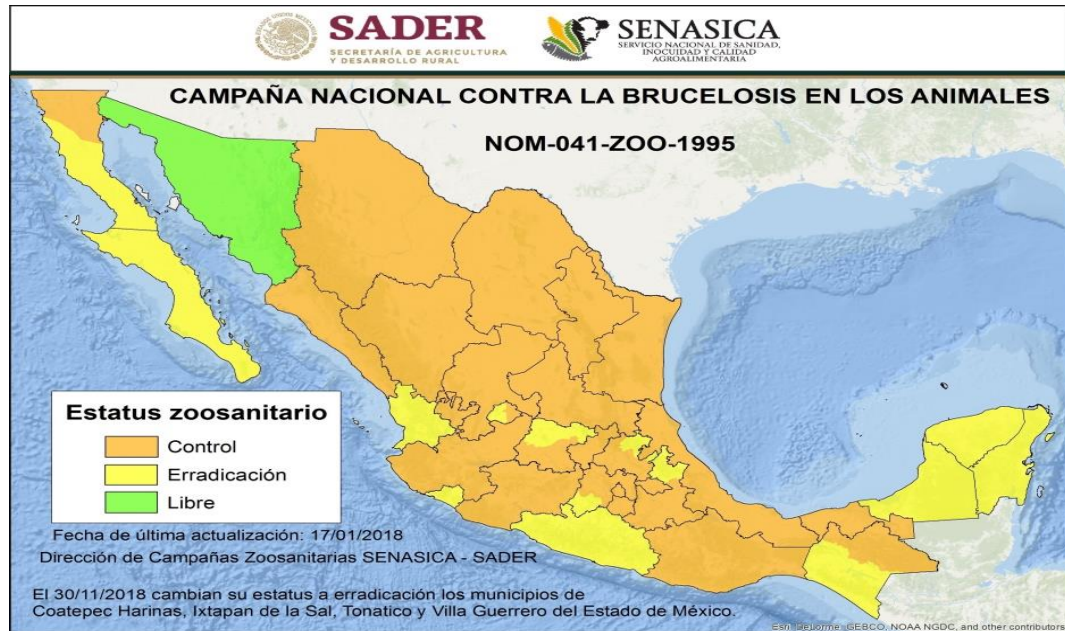 SADER
SECRETARÍA DE AGRICULTURA
Y DESARROLLO RURAL
SENASICA
SERVICIO NACIONAL DE SANIDAD,
INOCUIDAD Y CALIDAD
AGROALIMENTARIA
CAMPAÑA NACIONAL CONTRA LA BRUCELOSIS EN LOS ANIMALES
NOM-041-ZOO-1995
Estatus zoosanitario
Control
Erradicación
Libre
Fecha de última actualización: 17/01/2018
Dirección de Campañas Zoosanitarias SENASICA - SADER
El 30/11/2018 cambian su estatus a erradicación los municipios de
Coatepec Harinas, Ixtapan de la Sal, Tonatico y Villa Guerrero del Estado de México.
Esri, DeLorme, GEBCO, NOAA NGDC, and other contributors